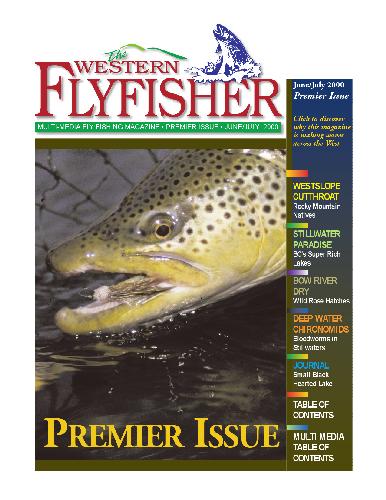 The
WESTERN
FLYFISHER
MULTI-MEDIA FLY FISHING MAGAZINE • PREMIER ISSUE • JUNE/JULY 2000
June/July 2000
Premier Issue
Click to discover
why this magazine
is making waves
across the West
WESTSLOPE
CUTTHROAT
Rocky Mountain
Natives
STILLWATER
PARADISE
BC's Super Rich
Lakes
BOW RIVER
DRY
Wild Rose Hatches
DEEP WATER
CHIRONOMIDS
Bloodworms in
Stillwaters
JOURNAL
Small Black
Hearted Lake
TABLE OF
CONTENTS
MULTI MEDIA
TABLE OF
CONTENTS
PREMIER ISSUE